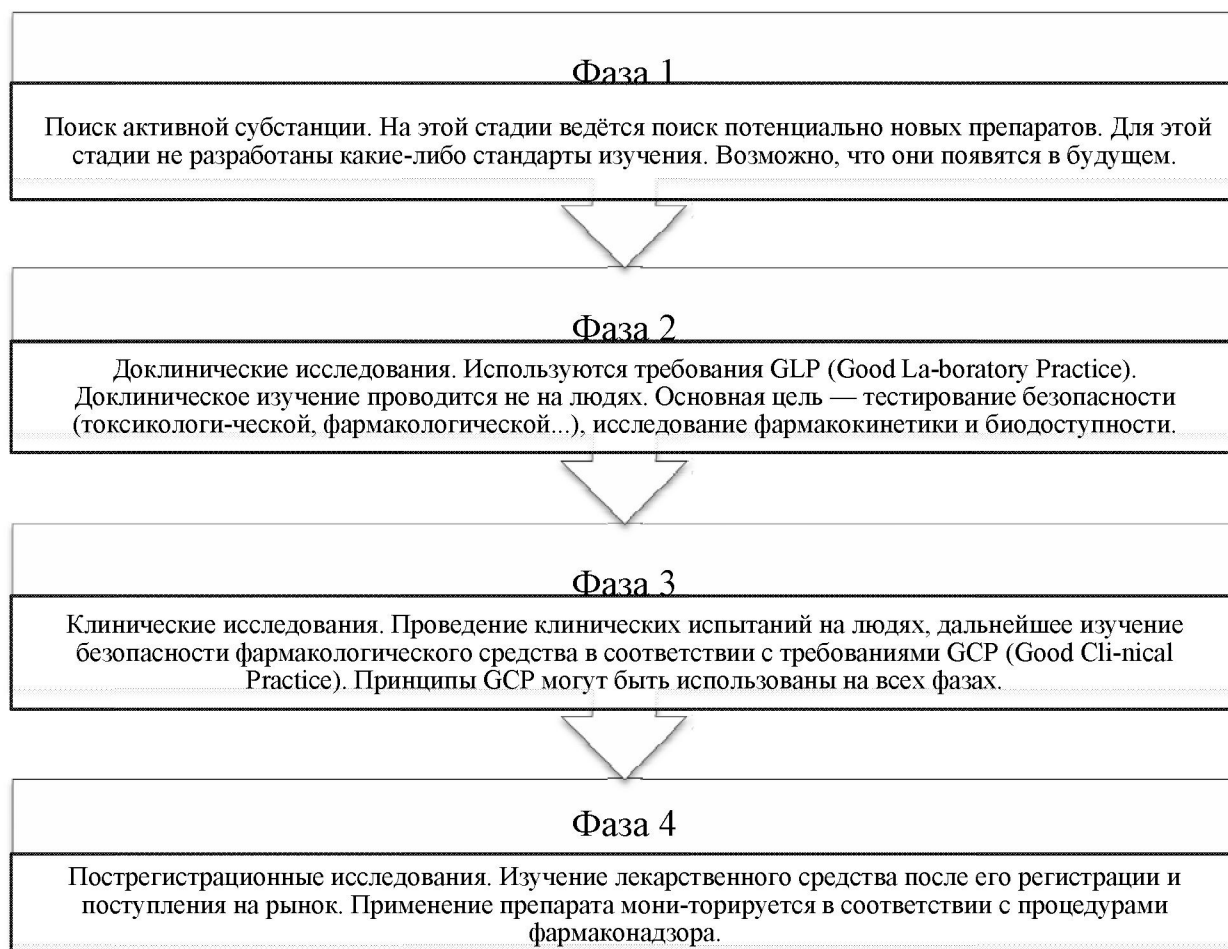 Фаза 1
Поиск активной субстанции. На этой стадии ведётся поиск потенциально новых препаратов. Для этой
стадии не разработаны какие-либо стандарты изучения. Возможно, что они появятся в будущем.
Фаза 2
Доклинические исследования. Используются требования GLP (Good La-boratory Practice).
Доклиническое изучение проводится не на людях. Основная цель — тестирование безопасности
(токсикологи-ческой, фармакологической...), исследование фармакокинетики и биодоступности.
Фаза 3
Клинические исследования. Проведение клинических испытаний на людях, дальнейшее изучение
безопасности фармакологического средства в соответствии с требованиями GCP (Good Cli-nical
Practice). Принципы GCP могут быть использованы на всех фазах.
Фаза 4
Пострегистрационные исследования. Изучение лекарственного средства после его регистрации и
поступления на рынок. Применение препарата мони-торируется в соответствии с процедурами
фармаконадзора.